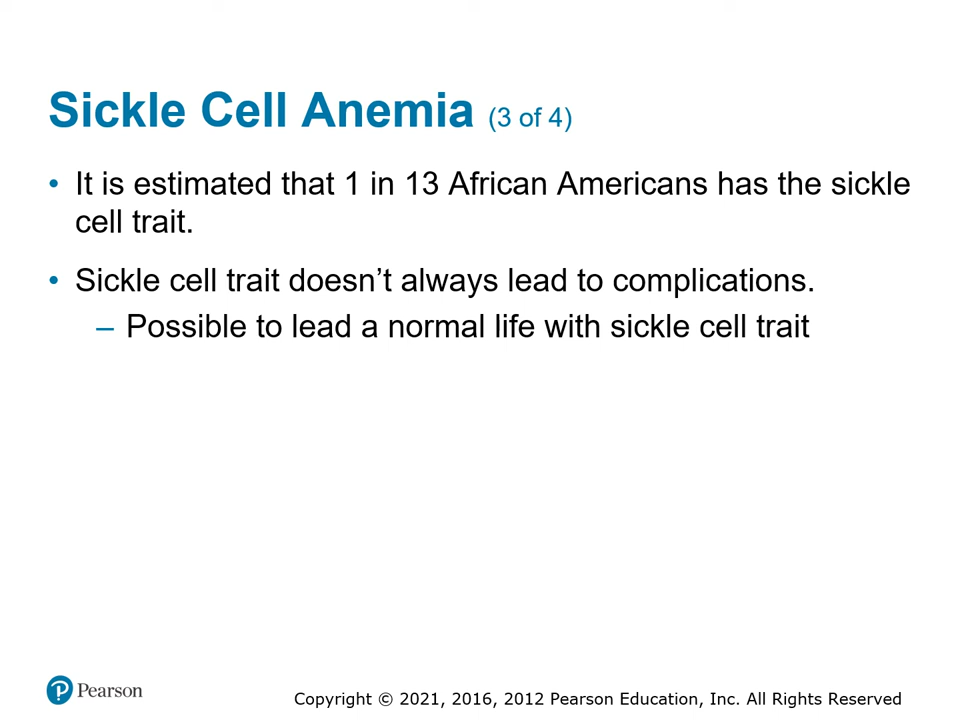 Sickle Cell Anemia (3 of 4)
• It is estimated that 1 in 13 African Americans has the sickle
cell trait.
• Sickle cell trait doesn’t always lead to complications.
– Possible to lead a normal life with sickle cell trait
Pearson
Copyright © 2021, 2016, 2012 Pearson Education, Inc. All Rights Reserved